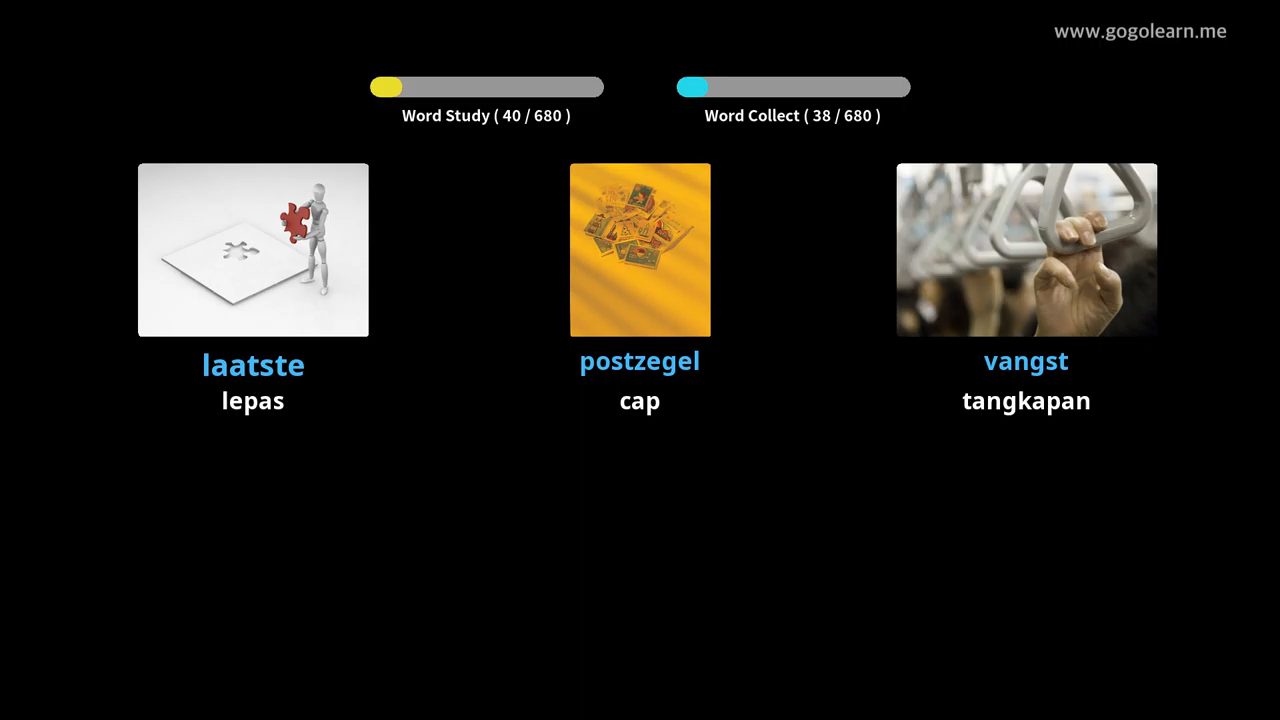 www.gogolearn.me
Word Study ( 40 / 680 )
Word Collect ( 38 / 680 )
laatste
lepas
postzegel
cap
vangst
tangkapan